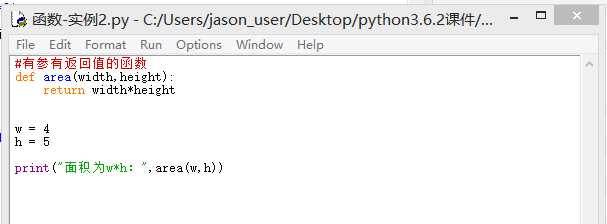 函数-实例2.py - C:/Users/jason_user/Desktop/python3.6.2课件/...
File Edit Format Run Options Window Help
#有参有返回值的函数
def area(width,height):
    return width*height
w = 4
h = 5
print("面积为w*h：",area(w,h))